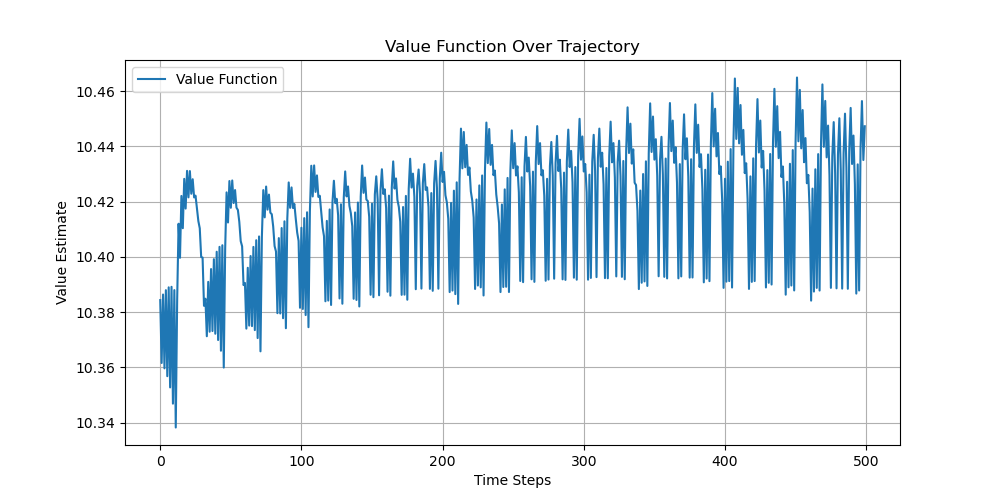 Value Function Over Trajectory
Value Function
Value Estimate
10.46
10.44
10.42
10.40
10.38
10.36
10.34
0 100 200 300 400 500
Time Steps